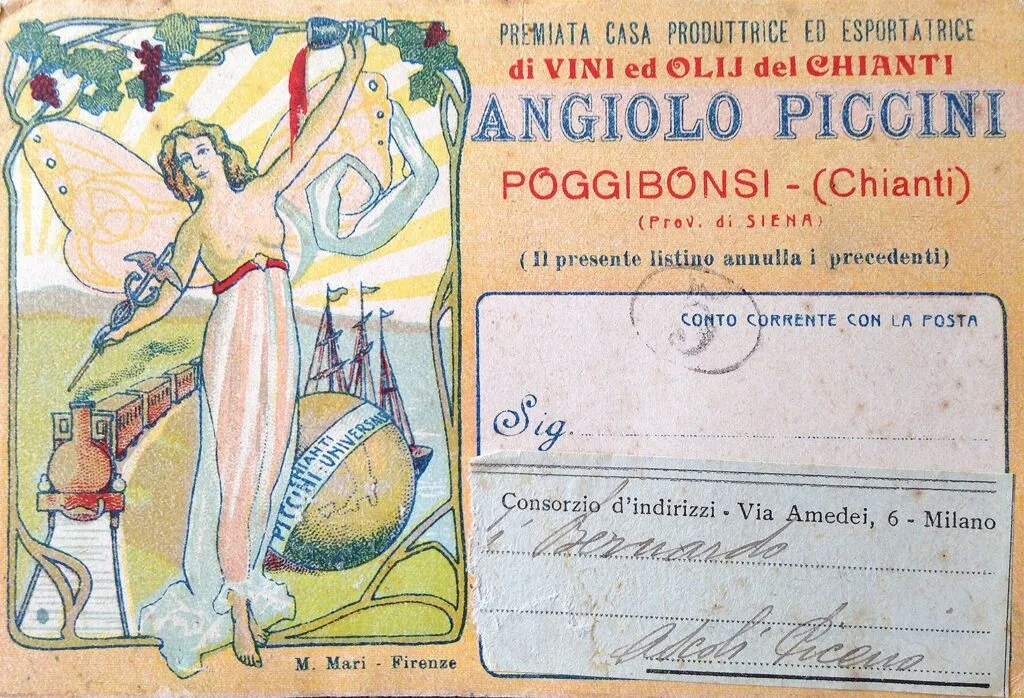 PREMIATA CASA PRODUTTRICE ED ESPORTATRICE
di VINI ed OLIJ del CHIANTI
ANGIOLO PICCINI
POGGIBONSI - (Chianti)
(Prov. di SIENA)
(Il presente listino annulla i precedenti)
CONTO CORRENTE CON LA POSTA
Sig.
Consorzio d'indirizzi - Via Amedei, 6 - Milano
i Bernardo
Ascoli Piceno
CHIANTI
PICCINI-UNIVERSALE
M. Mari - Firenze